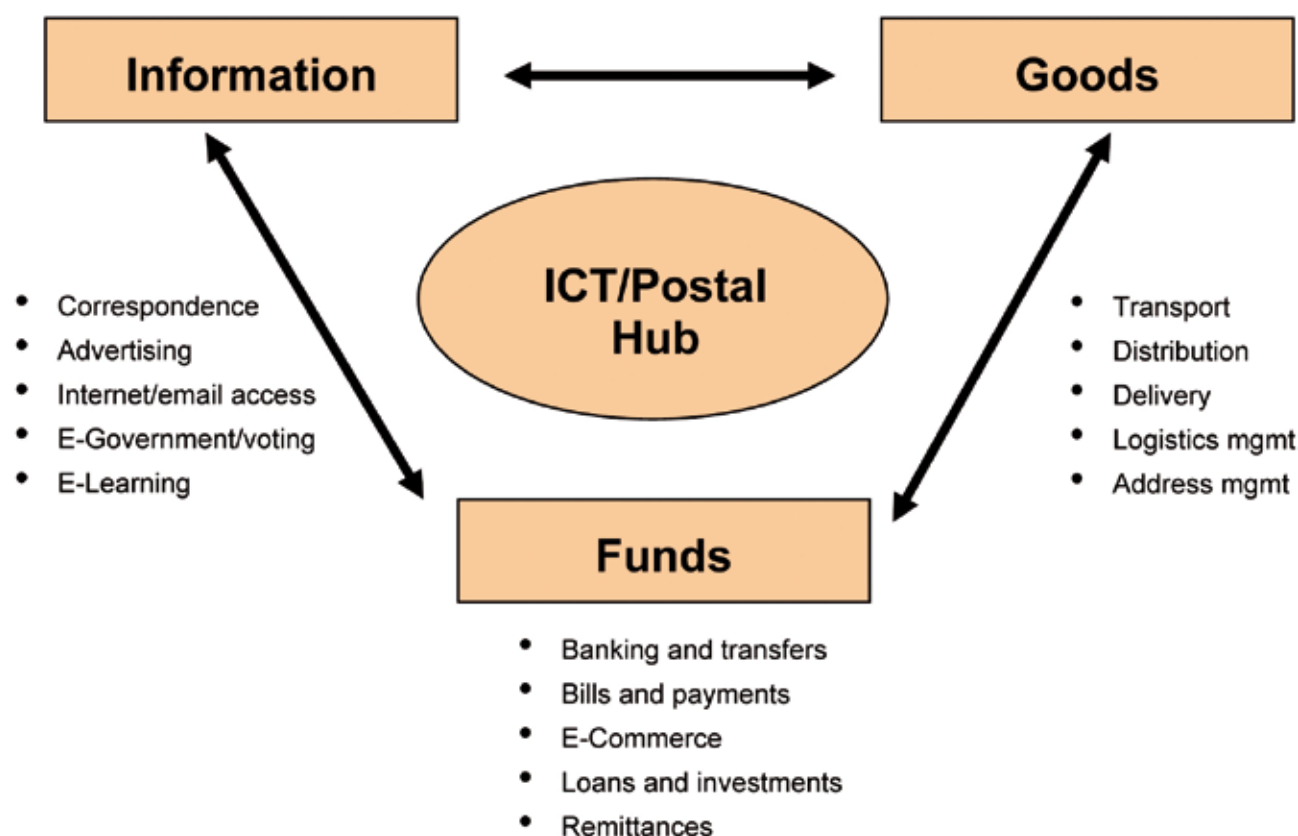 Information
Goods
ICT/Postal
Hub
• Correspondence
• Advertising
• Internet/email access
• E-Government/voting
• E-Learning
• Transport
• Distribution
• Delivery
• Logistics mgmt
• Address mgmt
Funds
• Banking and transfers
• Bills and payments
• E-Commerce
• Loans and investments
• Remittances